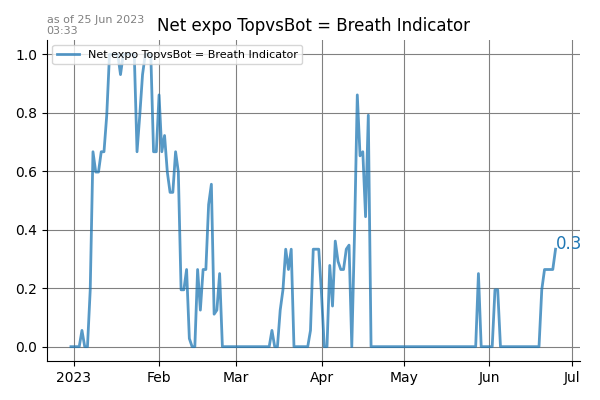 as of 25 Jun 2023
03:33
Net expo TopvsBot = Breath Indicator
Net expo TopvsBot = Breath Indicator
1.0
0.8
0.6
0.4
0.2
0.0
0.3
2023 Feb Mar Apr May Jun Jul